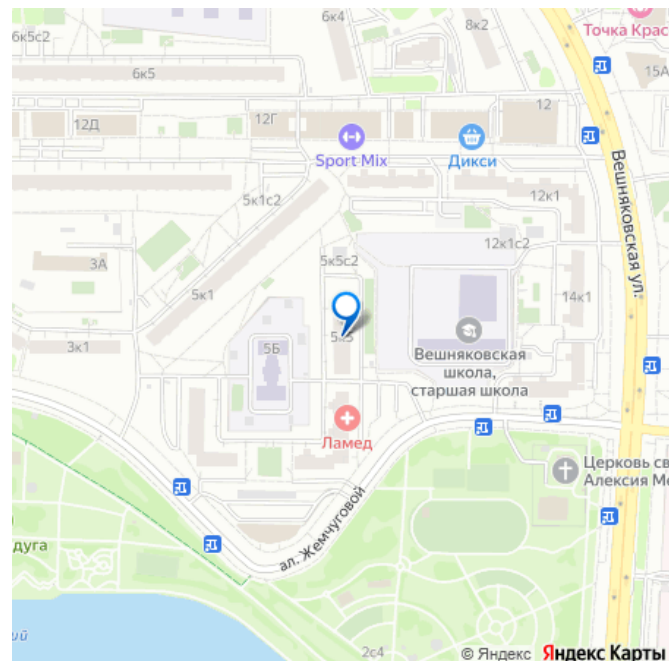 6к4
8к2
Точка Крас
6к5с2
6к5
15А
12Г
12
12Д
Sport Mix
Дикси
Вешняковская ул.
5к1с2
12к1
5к5с2
12к1с2
3А
5к1
14к1
5к5
3к1
5Б
Вешняковская
школа,
старшая школа
Ламед
Церковь св
Алексия Ме
ал. Жемчуговой
дуга
ий
2с4
© Яндекс Яндекс Карты